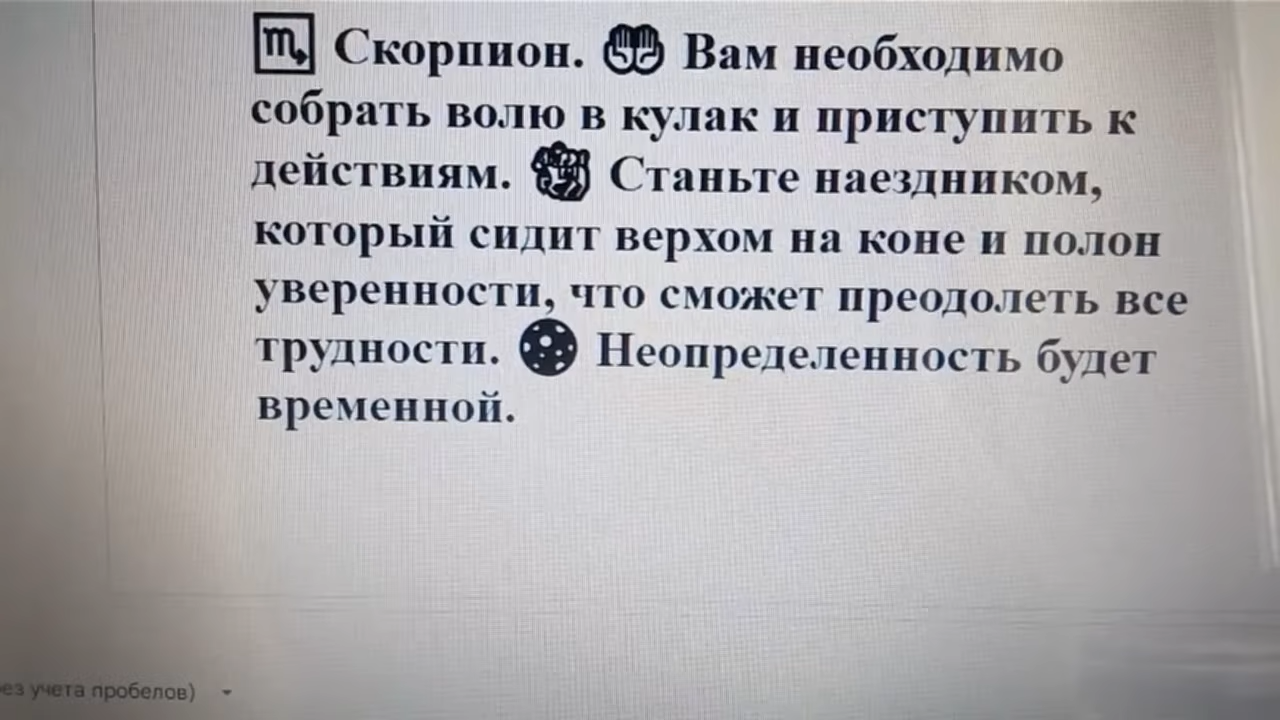 ♏ Скорпион. 🤲 Вам необходимо
собрать волю в кулак и приступить к
действиям. Станьте наездником,
который сидит верхом на коне и полон
уверенности, что сможет преодолеть все
трудности. Неопределенность будет
временной.
ез учета пробелов)